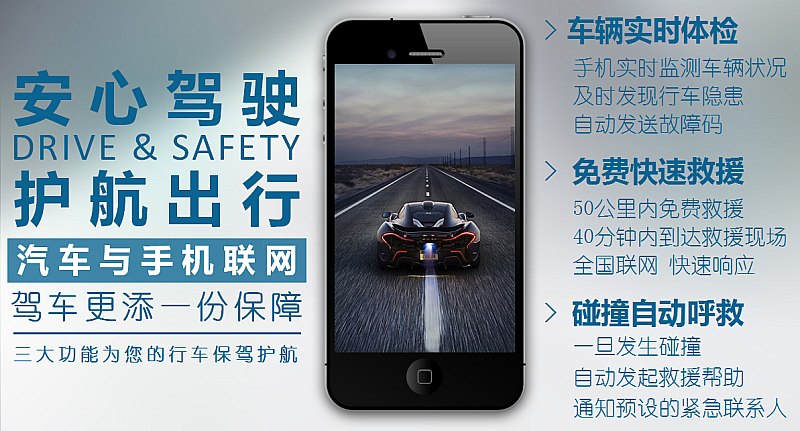 安心驾驶
DRIVE & SAFETY
护航出行
汽车与手机联网
驾车更添一份保障
三大功能为您的行车保驾护航
车辆实时体检
手机实时监测车辆状况
及时发现行车隐患
自动发送故障码
免费快速救援
50公里内免费救援
40分钟内到达救援现场
全国联网 快速响应
碰撞自动呼救
一旦发生碰撞
自动发起救援帮助
通知预设的紧急联系人